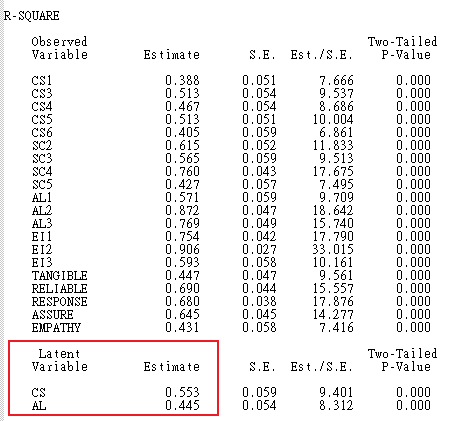 R-SQUARE
Observed Two-Tailed
Variable Estimate S.E. Est./S.E. P-Value
CS1 0.388 0.051 7.666 0.000
CS3 0.513 0.054 9.537 0.000
CS4 0.467 0.054 8.686 0.000
CS5 0.513 0.051 10.004 0.000
CS6 0.405 0.059 6.861 0.000
SC2 0.615 0.052 11.833 0.000
SC3 0.565 0.059 9.513 0.000
SC4 0.760 0.043 17.675 0.000
SC5 0.427 0.057 7.495 0.000
AL1 0.571 0.059 9.709 0.000
AL2 0.872 0.047 18.642 0.000
AL3 0.769 0.049 15.740 0.000
EI1 0.754 0.042 17.790 0.000
EI2 0.906 0.027 33.015 0.000
EI3 0.593 0.058 10.161 0.000
TANGIBLE 0.447 0.047 9.561 0.000
RELIABLE 0.690 0.044 15.557 0.000
RESPONSE 0.680 0.038 17.876 0.000
ASSURE 0.645 0.045 14.277 0.000
EMPATHY 0.431 0.058 7.416 0.000
Latent Two-Tailed
Variable Estimate S.E. Est./S.E. P-Value
CS 0.553 0.059 9.401 0.000
AL 0.445 0.054 8.312 0.000